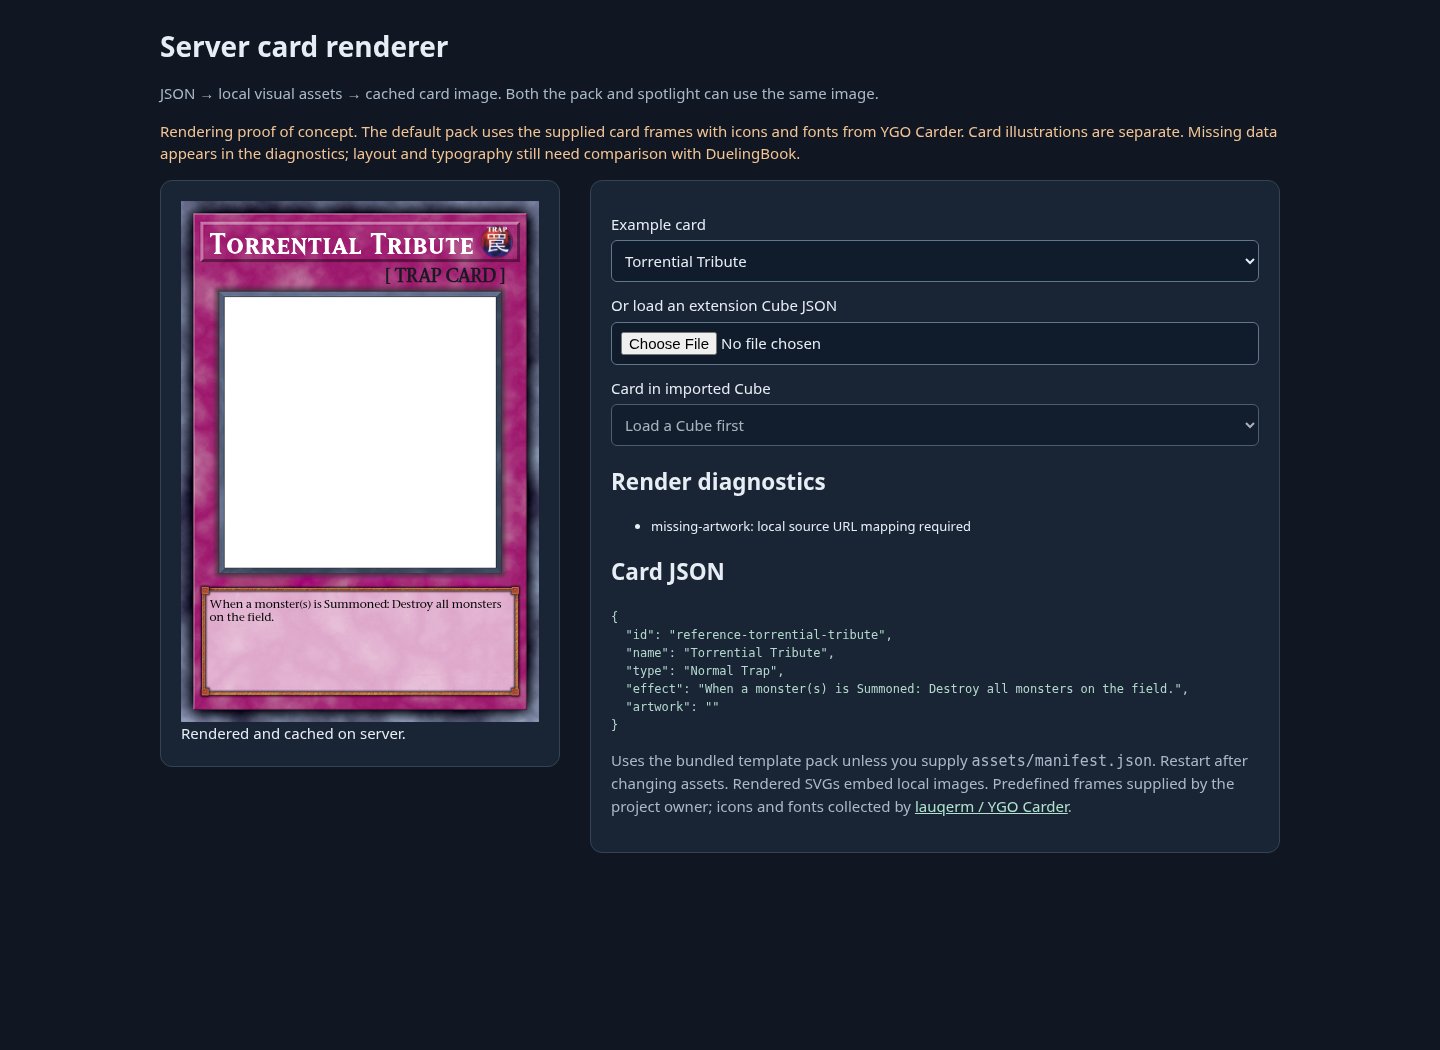 Server card renderer
JSON → local visual assets → cached card image. Both the pack and spotlight can use the same image.
Rendering proof of concept. The default pack uses the supplied card frames with icons and fonts from YGO Carder. Card illustrations are separate. Missing data
appears in the diagnostics; layout and typography still need comparison with DuelingBook.
Torrential Tribute
TRAP
罠
[ TRAP CARD ]
When a monster(s) is Summoned: Destroy all monsters
on the field.
Rendered and cached on server.
Example card
Torrential Tribute
Or load an extension Cube JSON
Choose File No file chosen
Card in imported Cube
Load a Cube first
Render diagnostics
• missing-artwork: local source URL mapping required
Card JSON
{
"id": "reference-torrential-tribute",
"name": "Torrential Tribute",
"type": "Normal Trap",
"effect": "When a monster(s) is Summoned: Destroy all monsters on the field.",
"artwork": ""
}
Uses the bundled template pack unless you supply assets/manifest.json. Restart after
changing assets. Rendered SVGs embed local images. Predefined frames supplied by the
project owner; icons and fonts collected by lauqerm / YGO Carder.